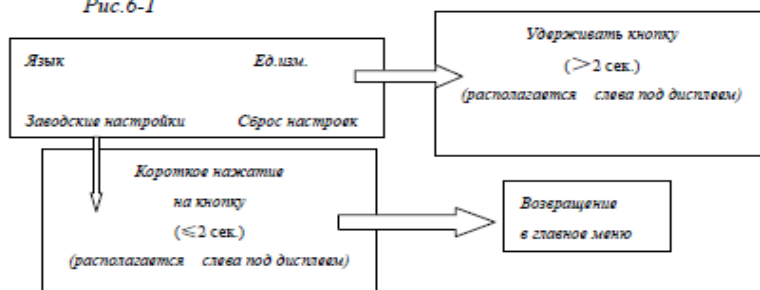 Рис.6-1
Язык Ед.изм.
Заводские настройки Сброс настроек
Удерживать кнопку
(＞2 сек.)
(располагается слева под дисплеем)
Короткое нажатие
на кнопку
(≤2 сек.)
(располагается слева под дисплеем)
Возвращение
в главное меню